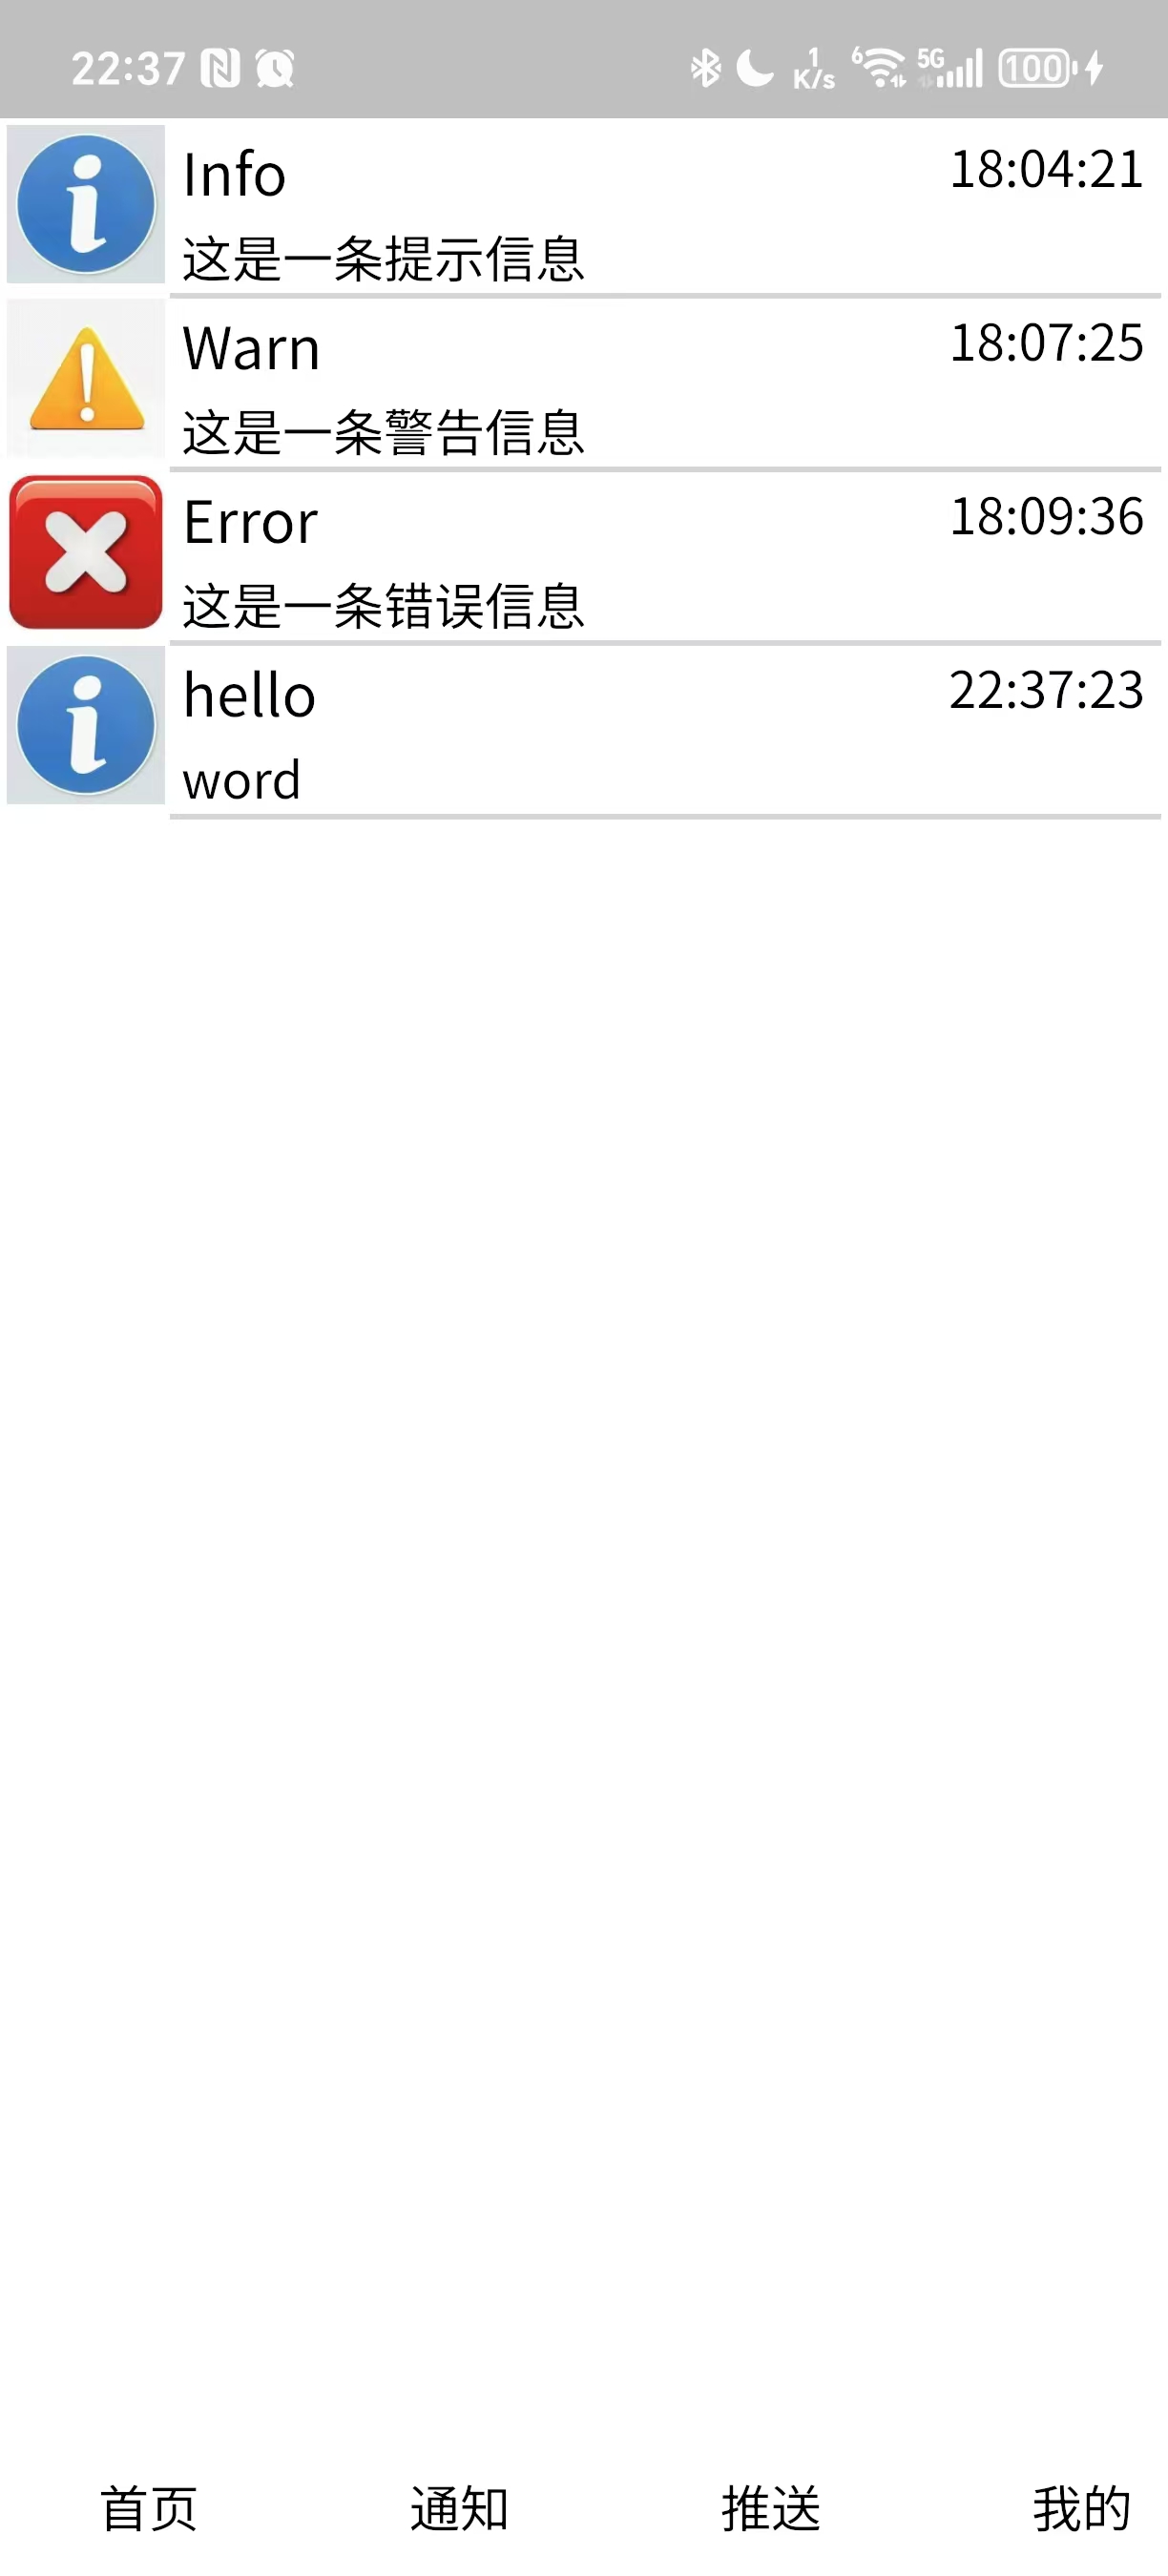 22:37 1 K/s 6 5G 100
Info 18:04:21
这是一条提示信息
Warn 18:07:25
这是一条警告信息
Error 18:09:36
这是一条错误信息
hello 22:37:23
word
首页 通知 推送 我的